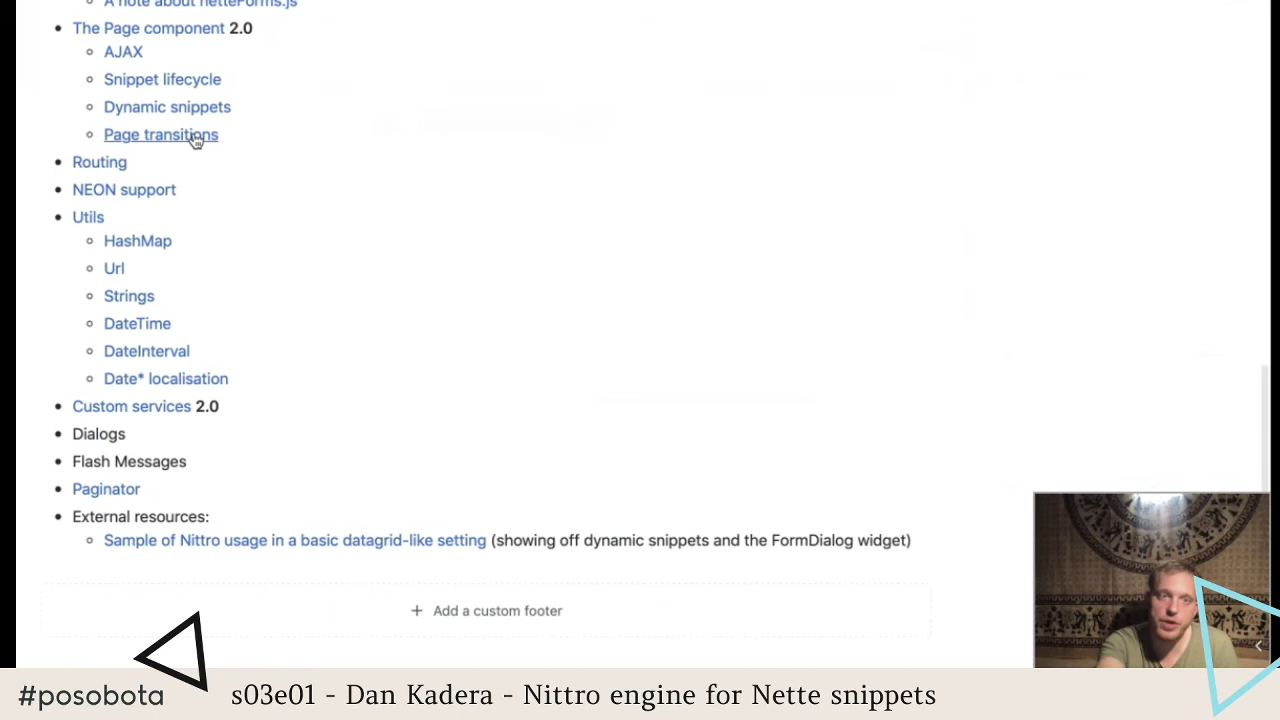 A note about netteForms.js
The Page component 2.0
AJAX
Snippet lifecycle
Dynamic snippets
Page transitions
Routing
NEON support
Utils
HashMap
Url
Strings
DateTime
DateInterval
Date* localisation
Custom services 2.0
Dialogs
Flash Messages
Paginator
External resources:
Sample of Nittro usage in a basic datagrid-like setting (showing off dynamic snippets and the FormDialog widget)
+ Add a custom footer
#posobota s03e01 - Dan Kadera - Nittro engine for Nette snippets